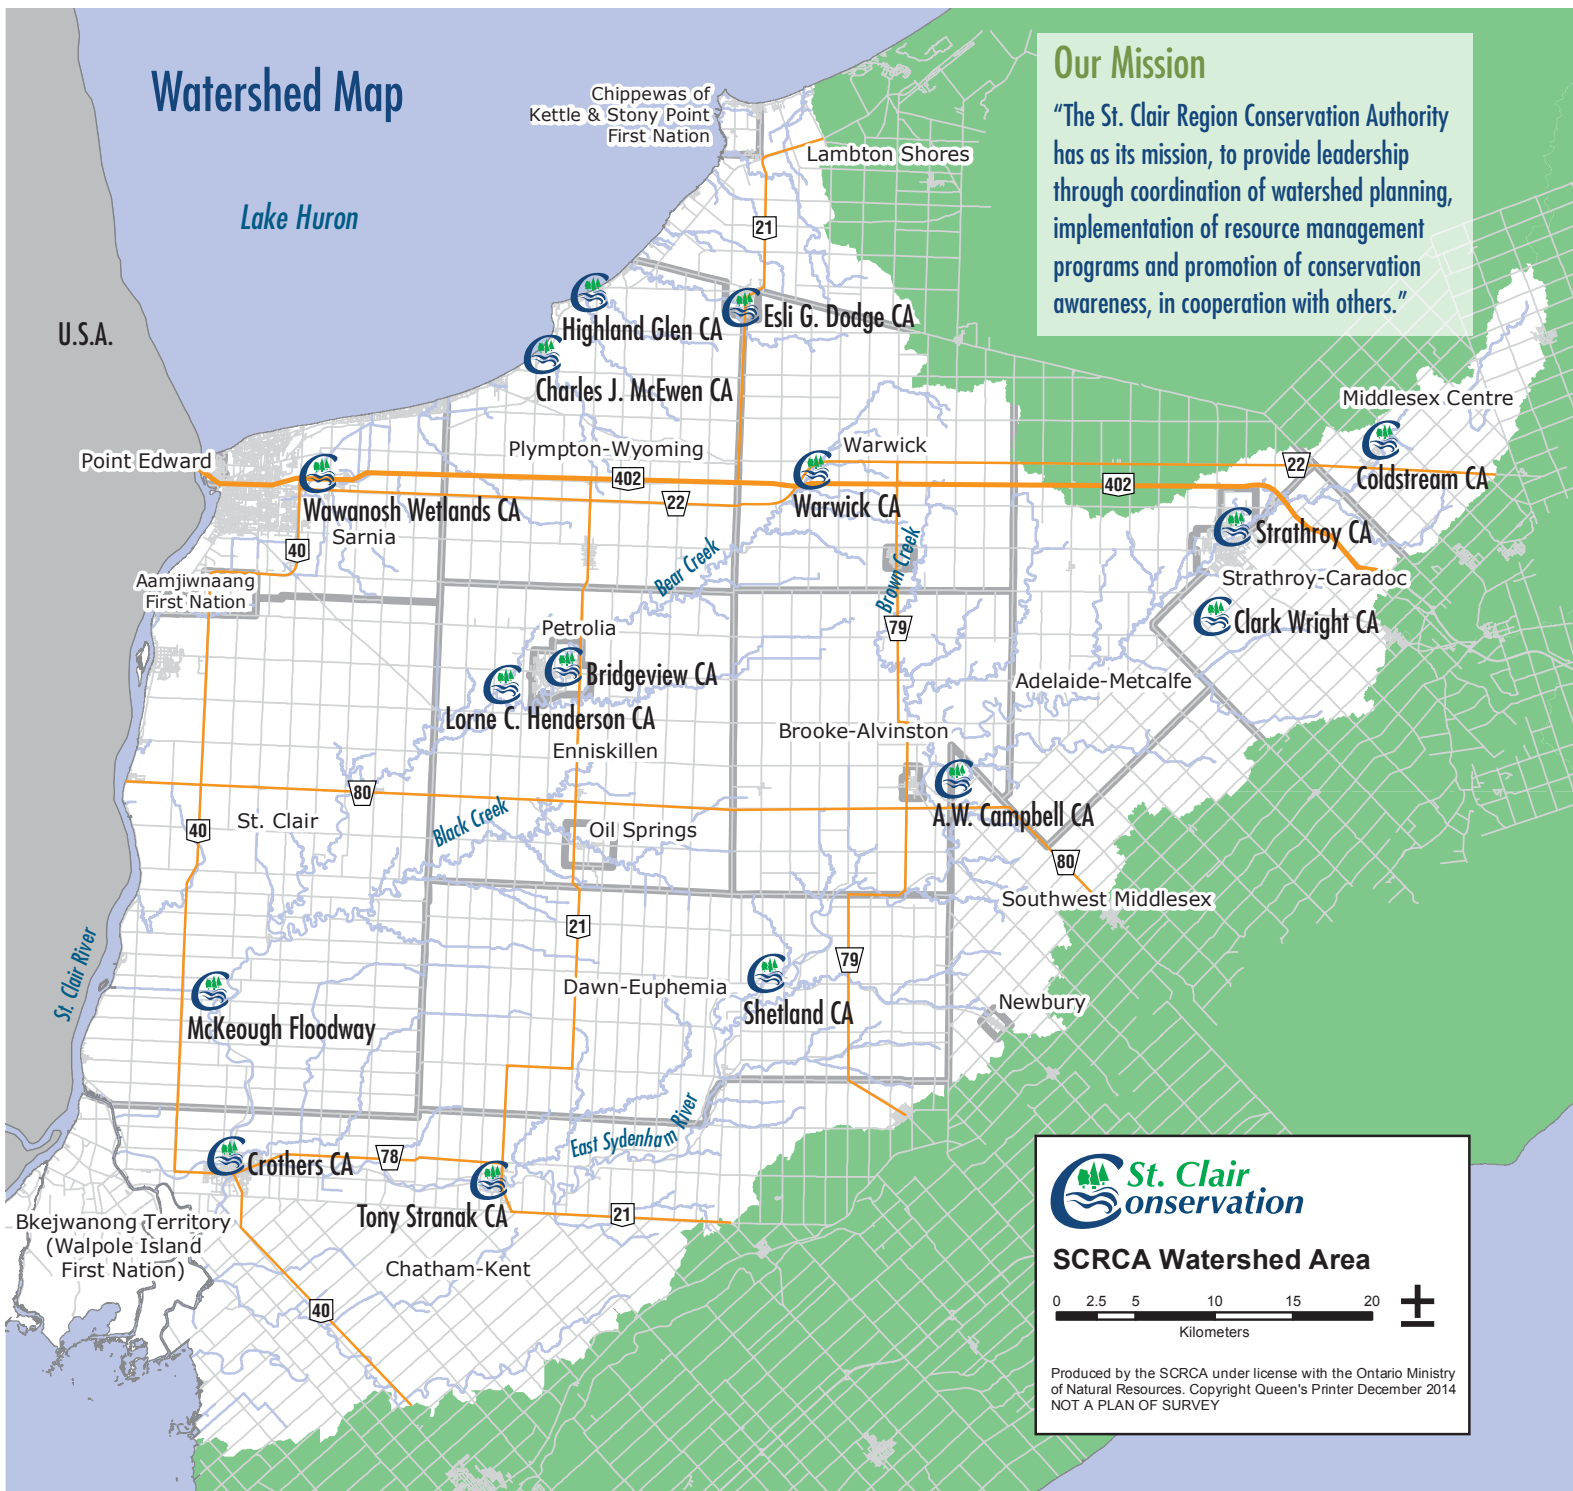 Watershed Map
Our Mission
“The St. Clair Region Conservation Authority
has as its mission, to provide leadership
through coordination of watershed planning,
implementation of resource management
programs and promotion of conservation
awareness, in cooperation with others.”
Chippewas of
Kettle & Stony Point
First Nation
Lambton Shores
Lake Huron
21
U.S.A.
Highland Glen CA
Esli G. Dodge CA
Charles J. McEwen CA
Middlesex Centre
Point Edward
Plympton-Wyoming
Warwick
402
22
22
402
Coldstream CA
Wawanosh Wetlands CA
Warwick CA
Sarnia
40
Strathroy CA
Bear Creek
Brown Creek
Aamjiwnaang
First Nation
Strathroy-Caradoc
Clark Wright CA
Petrolia
79
Bridgeview CA
Lorne C. Henderson CA
Adelaide-Metcalfe
Enniskillen
Brooke-Alvinston
80
A.W. Campbell CA
St. Clair
40
Black Creek
Oil Springs
80
Southwest Middlesex
21
St. Clair River
79
Dawn-Euphemia
Shetland CA
Newbury
McKeough Floodway
East Sydenham River
Crothers CA
78
Tony Stranak CA
21
Bkejwanong Territory
(Walpole Island
First Nation)
Chatham-Kent
40
St. Clair
Conservation
SCRCA Watershed Area
0 2.5 5 10 15 20
Kilometers
Produced by the SCRCA under license with the Ontario Ministry
of Natural Resources. Copyright Queen's Printer December 2014
NOT A PLAN OF SURVEY